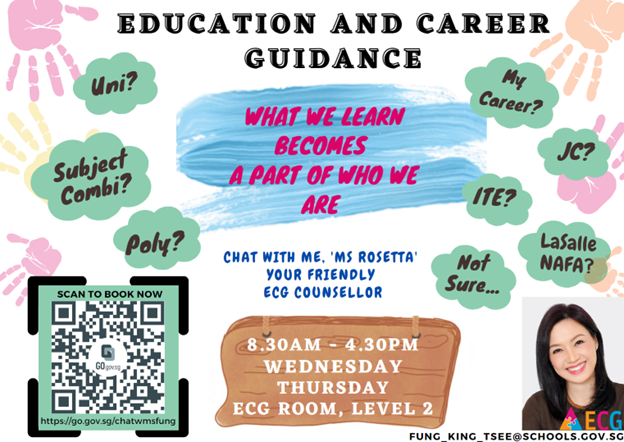 EDUCATION AND CAREER
GUIDANCE
Uni?
My
Career?
WHAT WE LEARN
BECOMES
A PART OF WHO WE
ARE
Subject
Combi?
JC?
ITE?
Poly?
LaSalle
NAFA?
Not
Sure...
CHAT WITH ME, 'MS ROSETTA'
YOUR FRIENDLY
ECG COUNSELLOR
SCAN TO BOOK NOW
GO.gov.sg
https://go.gov.sg/chatwmsfung
8.30AM - 4.30PM
WEDNESDAY
THURSDAY
ECG ROOM, LEVEL 2
ECG
FUNG_KING_TSEE@SCHOOLS.GOV.SG